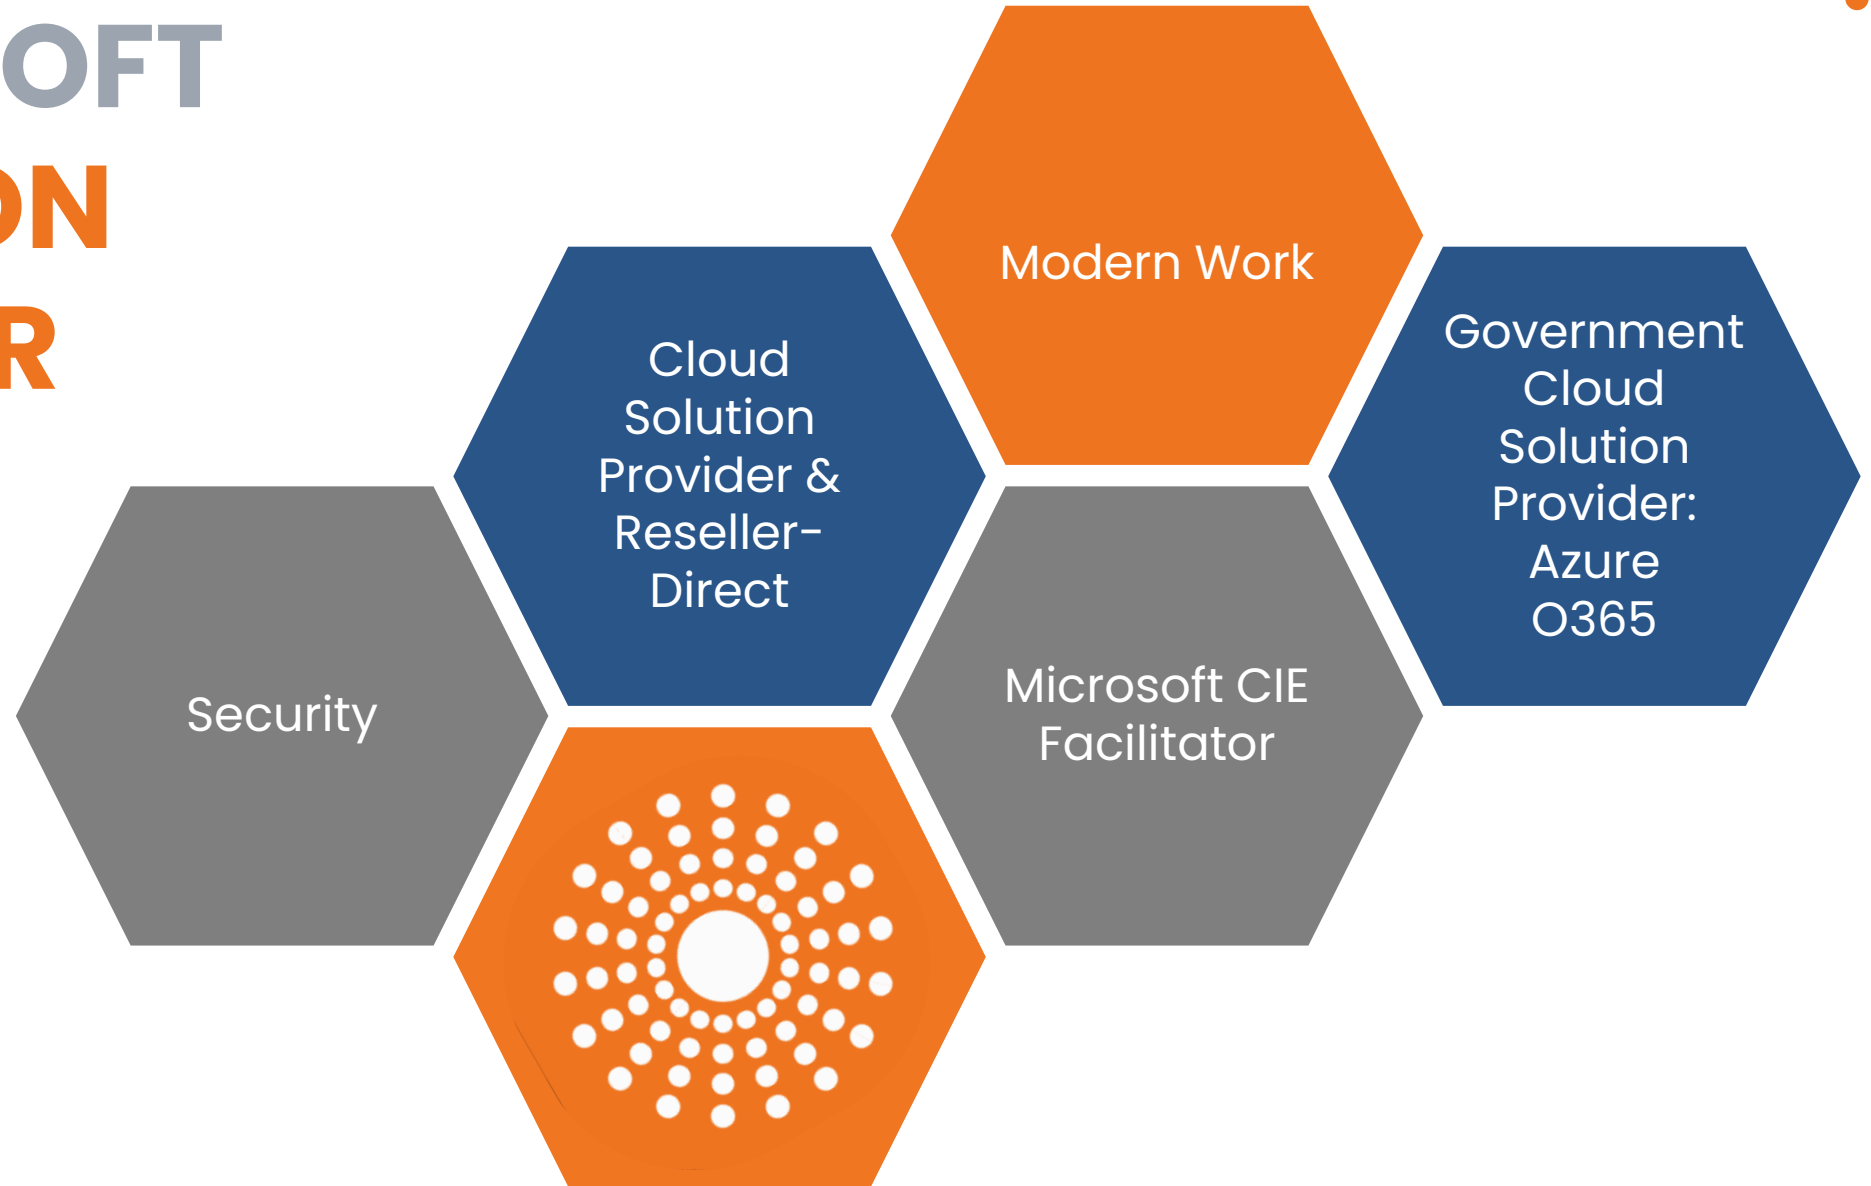 OFT
ON
R
Modern Work
Cloud
Solution
Provider &
Reseller-
Direct
Government
Cloud
Solution
Provider:
Azure
O365
Security
Microsoft CIE
Facilitator